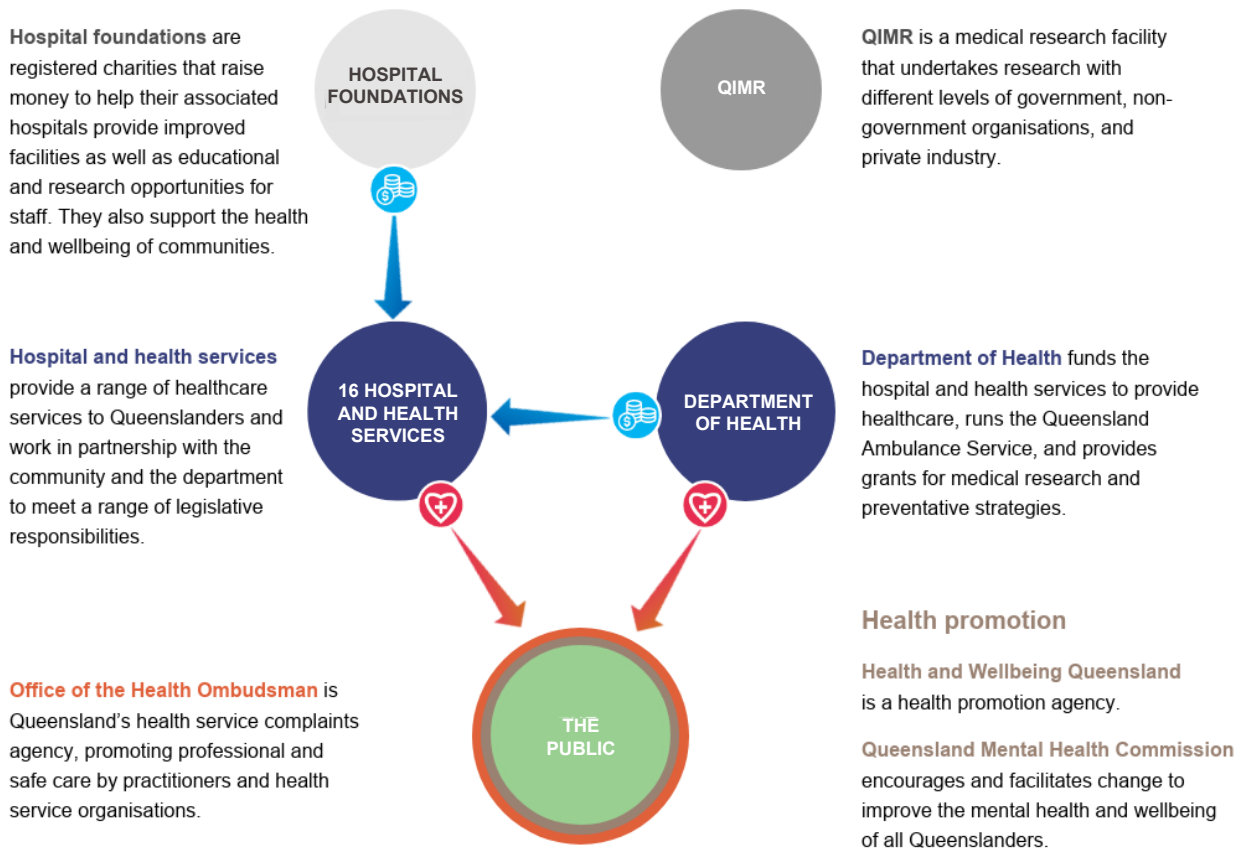 Hospital foundations are
registered charities that raise
money to help their associated
hospitals provide improved
facilities as well as educational
and research opportunities for
staff. They also support the health
and wellbeing of communities.
HOSPITAL
FOUNDATIONS
QIMR
QIMR is a medical research facility
that undertakes research with
different levels of government, non-
government organisations, and
private industry.
Hospital and health services
provide a range of healthcare
services to Queenslanders and
work in partnership with the
community and the department
to meet a range of legislative
responsibilities.
16 HOSPITAL
AND HEALTH
SERVICES
DEPARTMENT
OF HEALTH
Department of Health funds the
hospital and health services to provide
healthcare, runs the Queensland
Ambulance Service, and provides
grants for medical research and
preventative strategies.
Office of the Health Ombudsman is
Queensland’s health service complaints
agency, promoting professional and
safe care by practitioners and health
service organisations.
THE
PUBLIC
Health promotion
Health and Wellbeing Queensland
is a health promotion agency.
Queensland Mental Health Commission
encourages and facilitates change to
improve the mental health and wellbeing
of all Queenslanders.